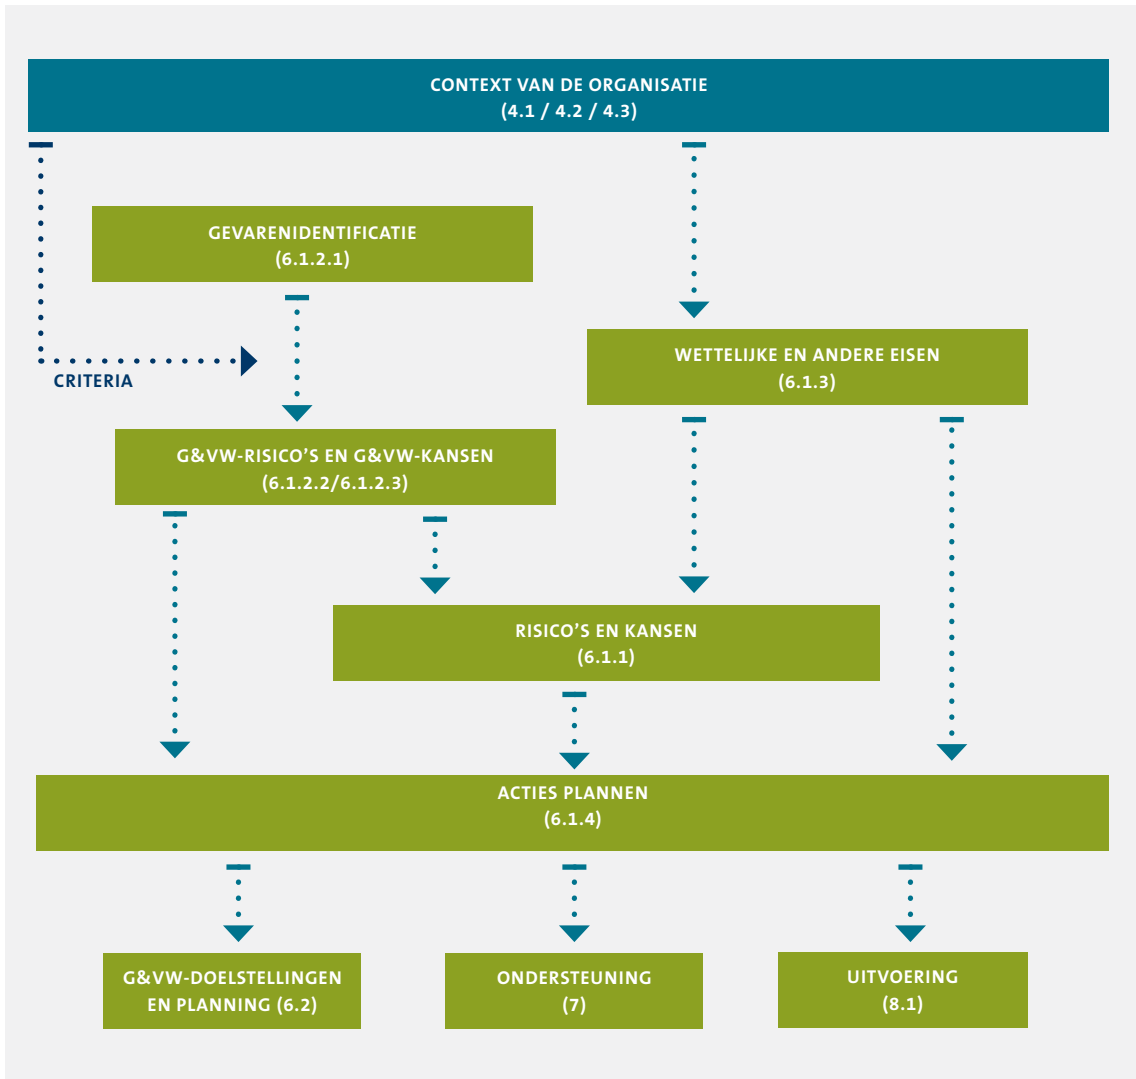 CONTEXT VAN DE ORGANISATIE
(4.1 / 4.2 / 4.3)
GEVARENIDENTIFICATIE
(6.1.2.1)
WETTELIJKE EN ANDERE EISEN
(6.1.3)
CRITERIA
G&VW-RISICO’S EN G&VW-KANSEN
(6.1.2.2/6.1.2.3)
RISICO’S EN KANSEN
(6.1.1)
ACTIES PLANNEN
(6.1.4)
G&VW-DOELSTELLINGEN
EN PLANNING (6.2)
ONDERSTEUNING
(7)
UITVOERING
(8.1)